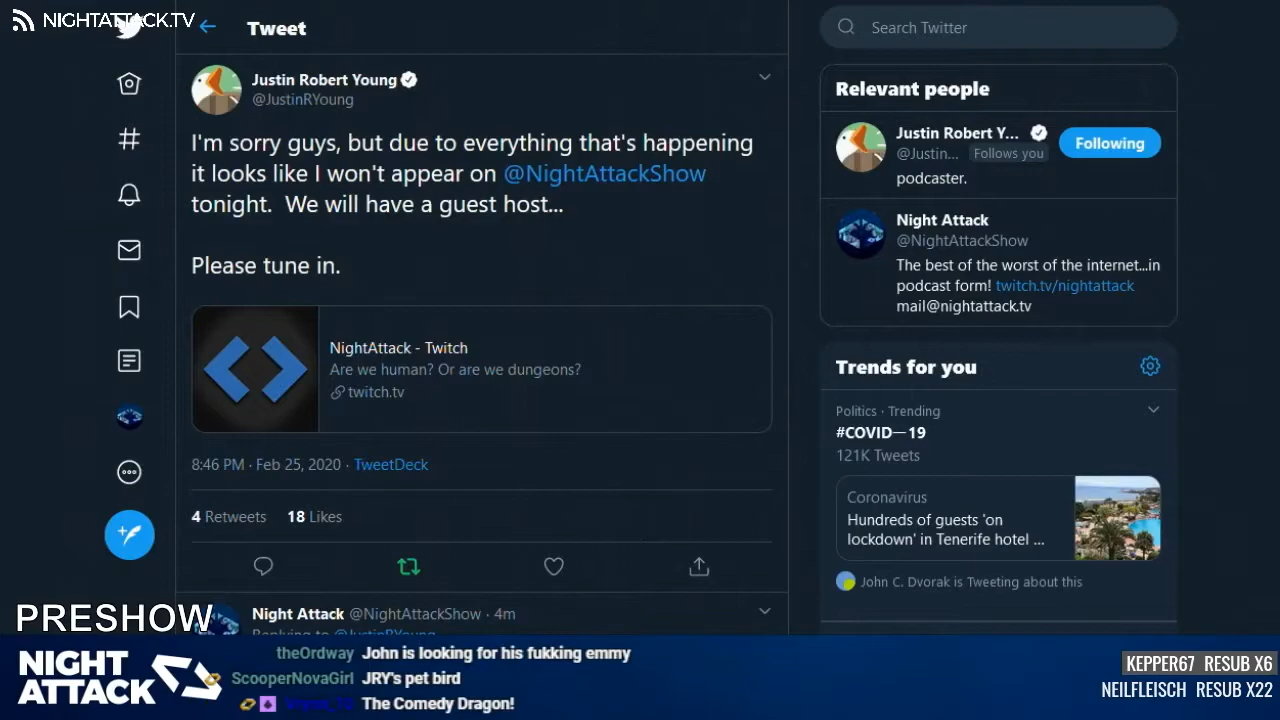 NIGHTATTACK.TV
Tweet
Search Twitter
Justin Robert Young
@JustinRYoung
I'm sorry guys, but due to everything that's happening
it looks like I won't appear on @NightAttackShow
tonight.  We will have a guest host...
Please tune in.
NightAttack - Twitch
Are we human? Or are we dungeons?
twitch.tv
8:46 PM · Feb 25, 2020 · TweetDeck
4 Retweets 18 Likes
Night Attack @NightAttackShow · 4m
Replying to @JustinRYoung
Relevant people
Justin Robert Y...
@Justin... Follows you
Following
podcaster.
Night Attack
@NightAttackShow
The best of the worst of the internet...in
podcast form! twitch.tv/nightattack
mail@nightattack.tv
Trends for you
Politics · Trending
#COVID—19
121K Tweets
Coronavirus
Hundreds of guests 'on
lockdown' in Tenerife hotel ...
John C. Dvorak is Tweeting about this
PRESHOW
NIGHT
ATTACK
theOrdway John is looking for his fukking emmy
ScooperNovaGirl JRY's pet bird
The Comedy Dragon!
KEPPER67 RESUB X6
NEILFLEISCH RESUB X22